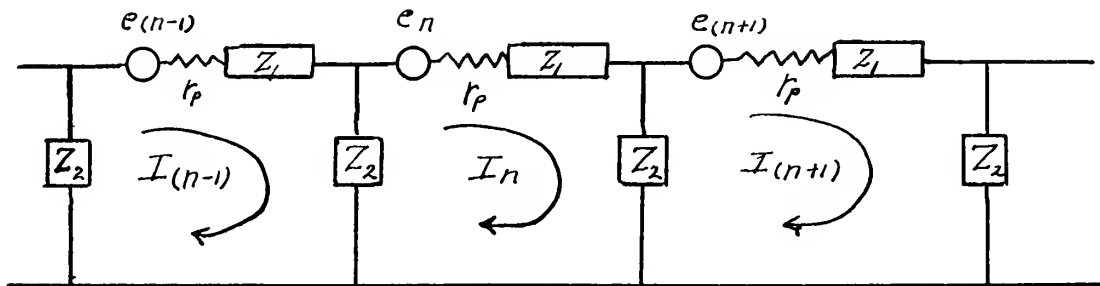 e(n-1) en e(n+1)
Z1 Z1 Z1
rp rp rp
Z2 Z2 Z2 Z2
I(n-1) In I(n+1)